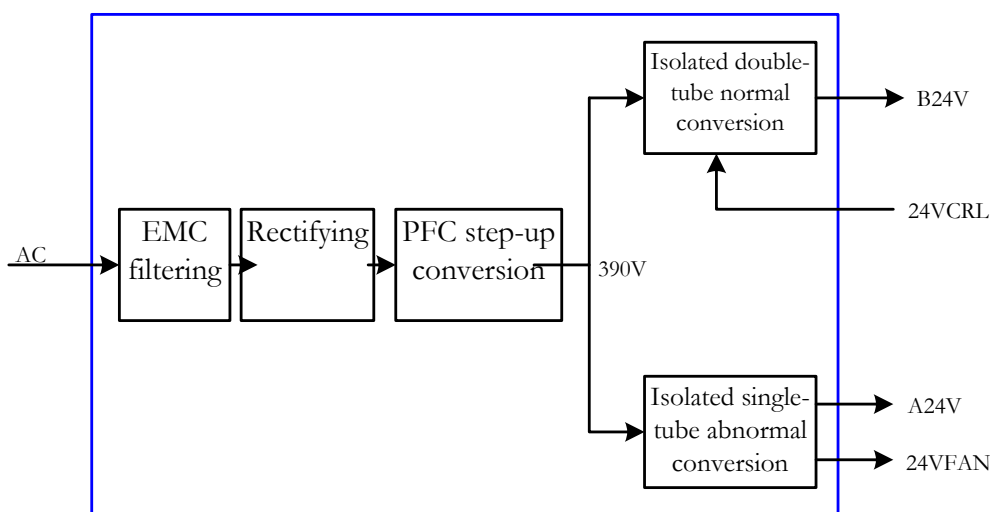 AC
EMC
filtering
Rectifying
PFC step-up
conversion
390V
Isolated double-
tube normal
conversion
B24V
24VCRL
Isolated single-
tube abnormal
conversion
A24V
24VFAN